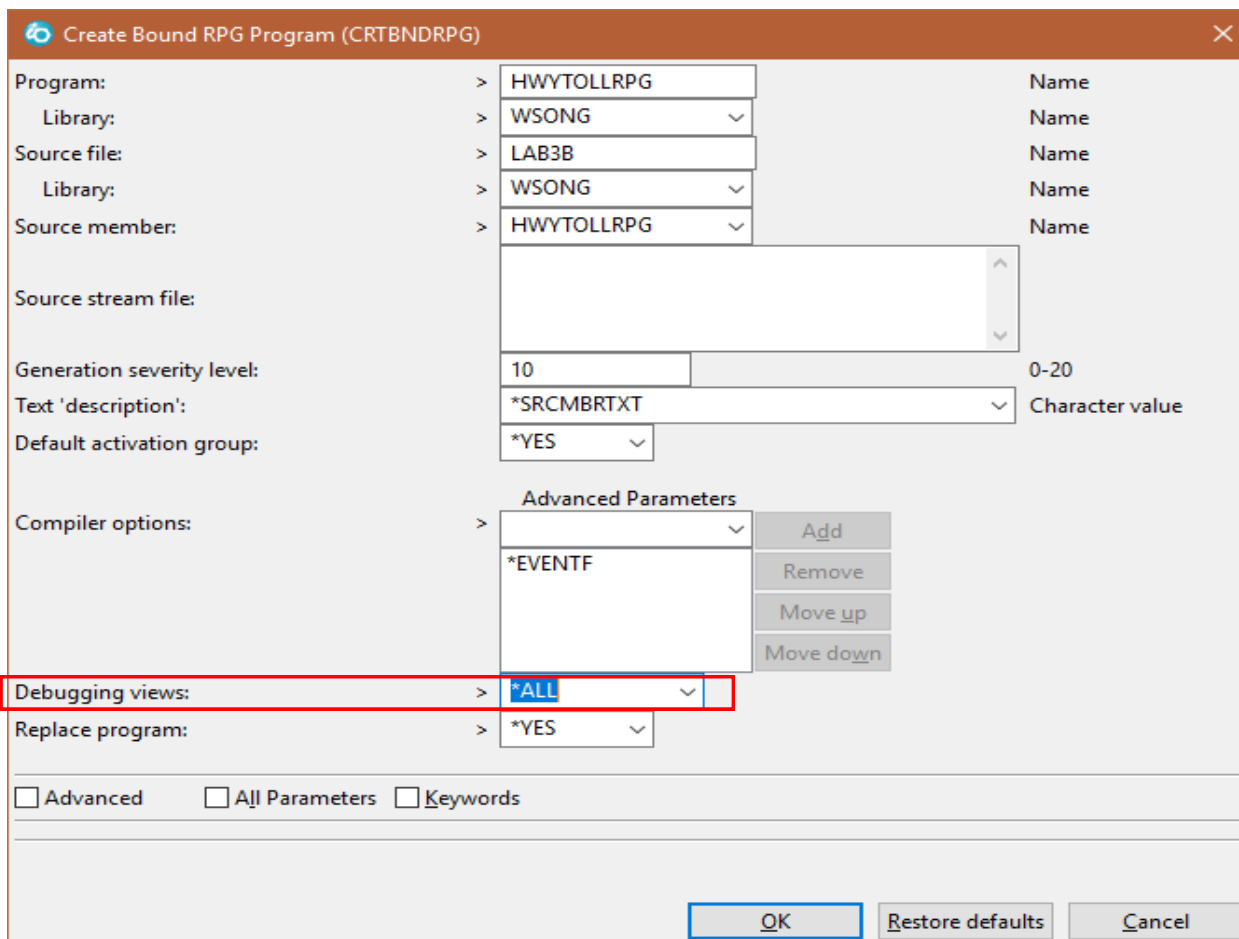 Create Bound RPG Program (CRTBNDRPG)
Program: > HWYTOLLRPG Name
Library: > WSONG Name
Source file: > LAB3B Name
Library: > WSONG Name
Source member: > HWYTOLLRPG Name
Source stream file:
Generation severity level: 10 0-20
Text 'description': *SRCMBRTXT Character value
Default activation group: *YES
Advanced Parameters
Compiler options: > Add
*EVENTF Remove
Move up
Move down
Debugging views: > *ALL
Replace program: > *YES
Advanced All Parameters Keywords
OK Restore defaults Cancel